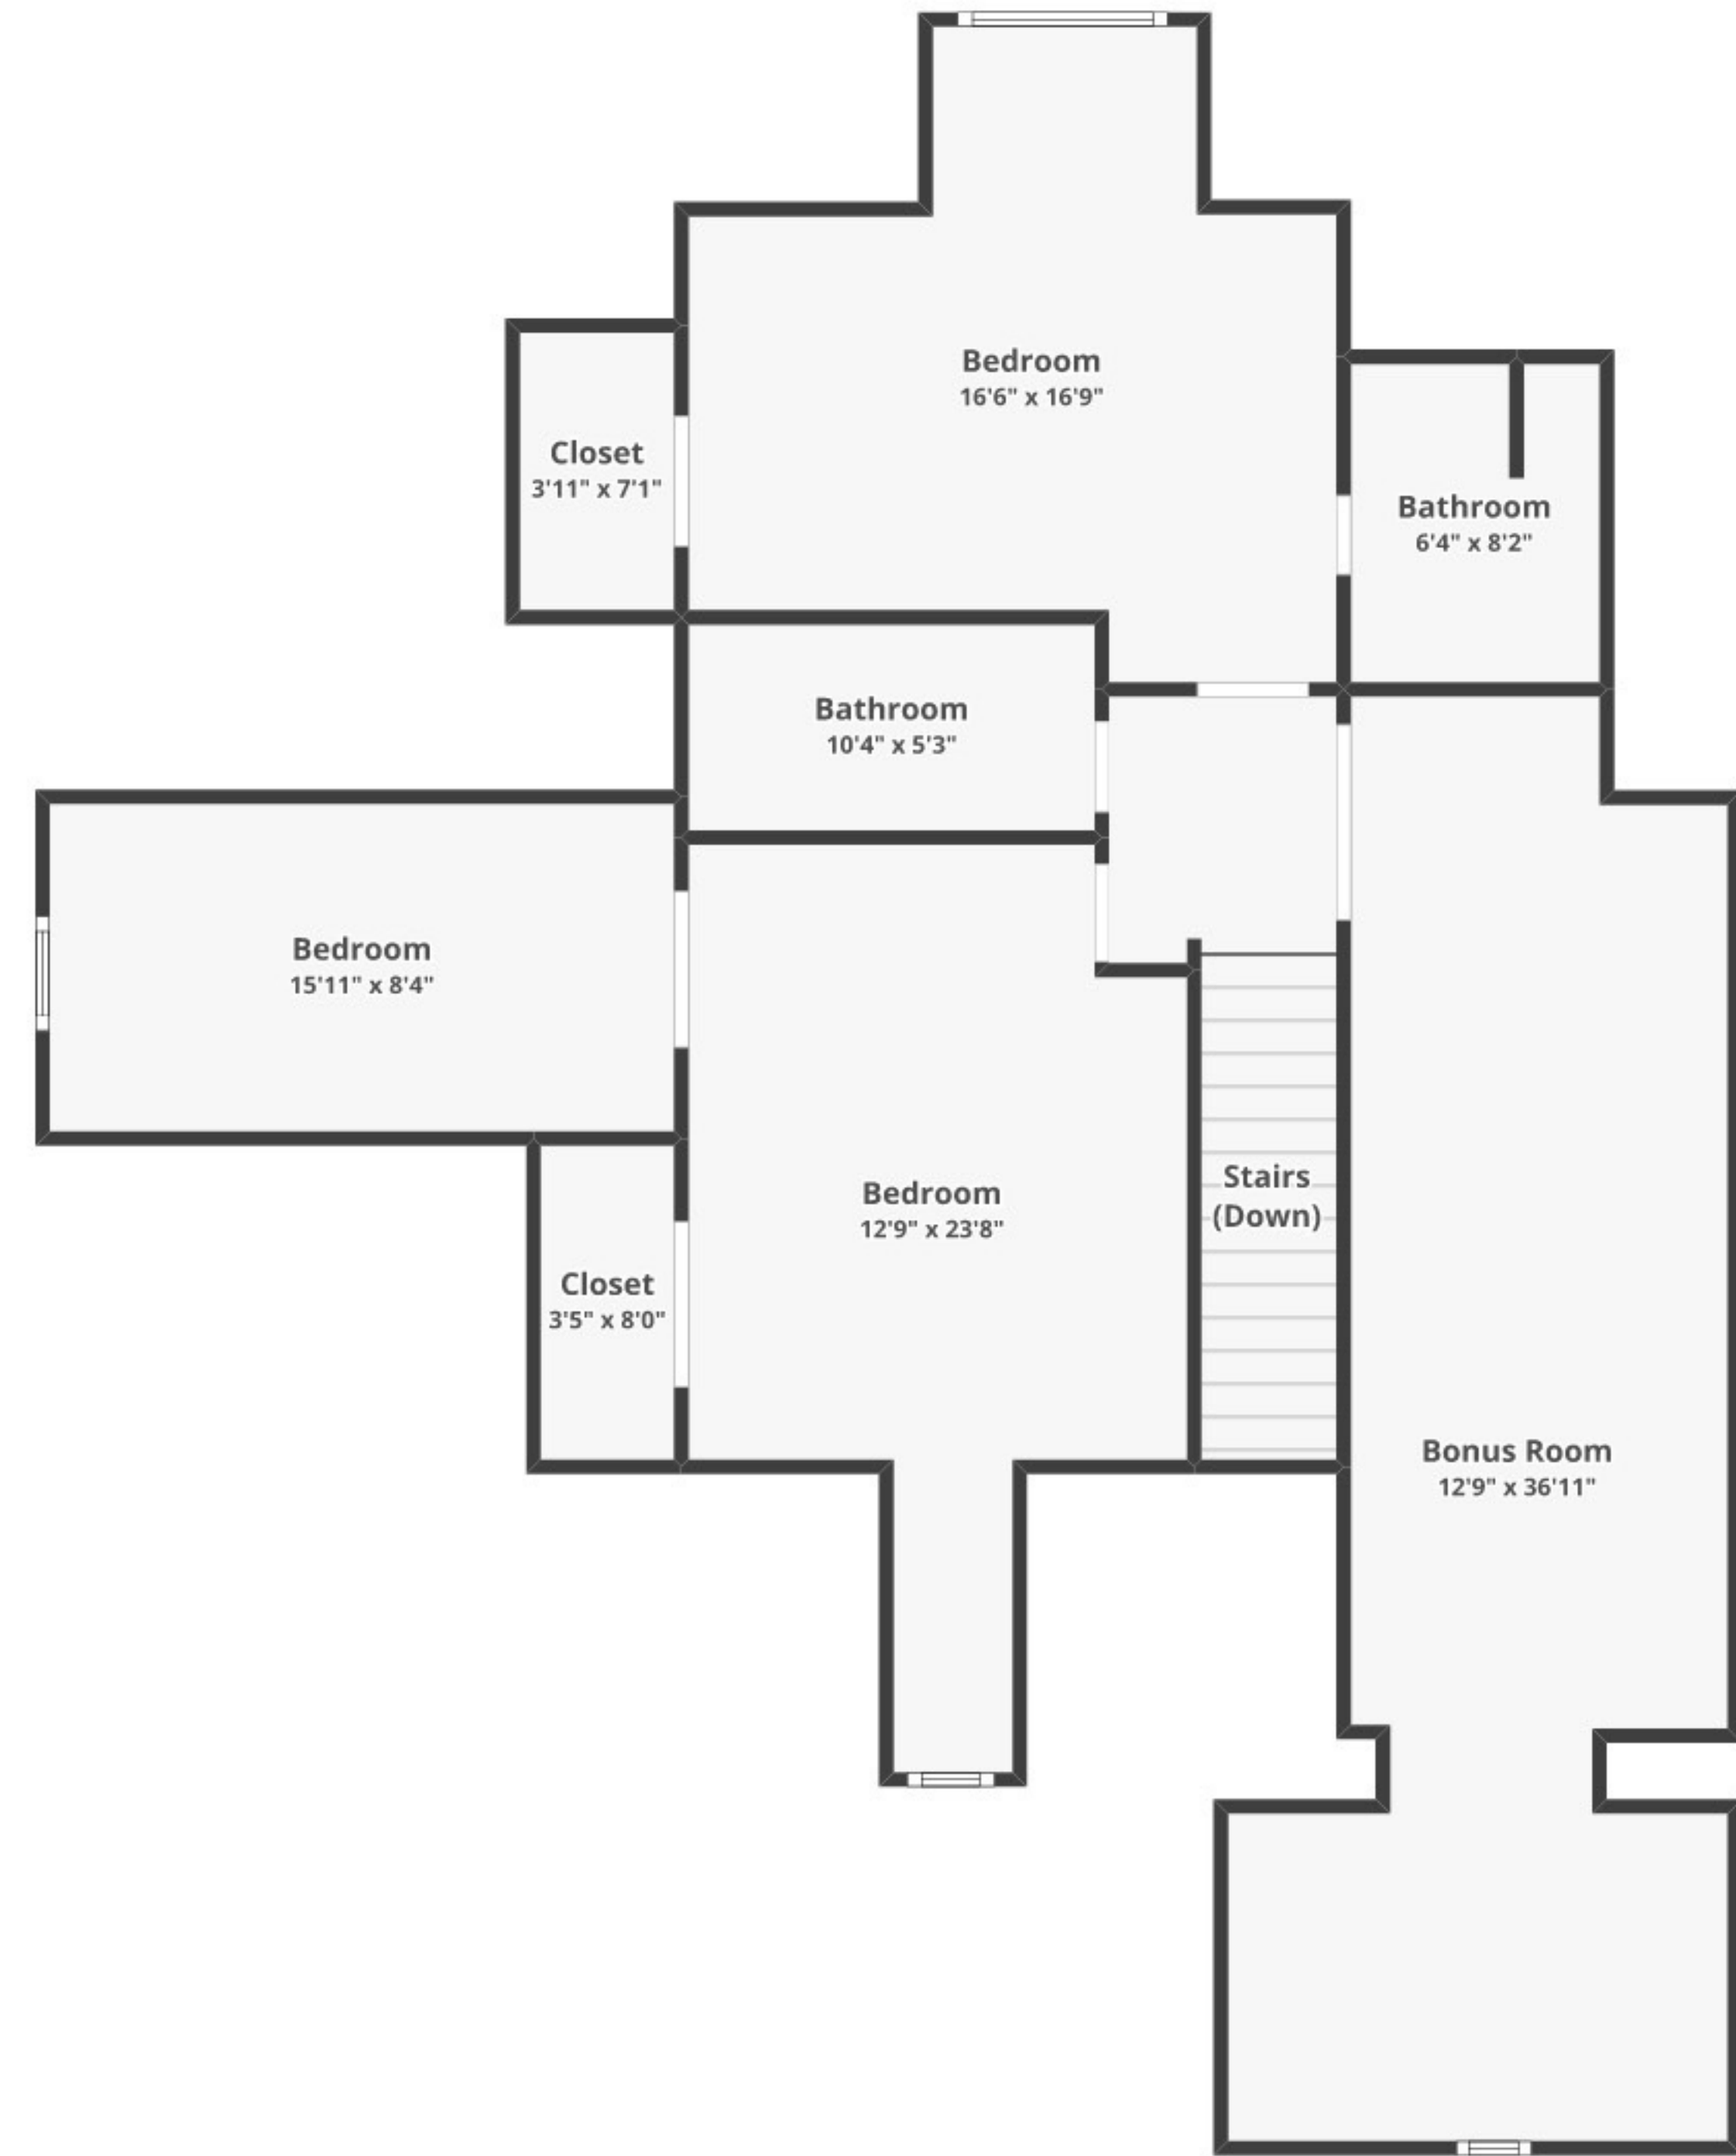 Bedroom
16'6" x 16'9"
Closet
3'11" x 7'1"
Bathroom
6'4" x 8'2"
Bathroom
10'4" x 5'3"
Bedroom
15'11" x 8'4"
Bedroom
12'9" x 23'8"
Stairs
(Down)
Closet
3'5" x 8'0"
Bonus Room
12'9" x 36'11"